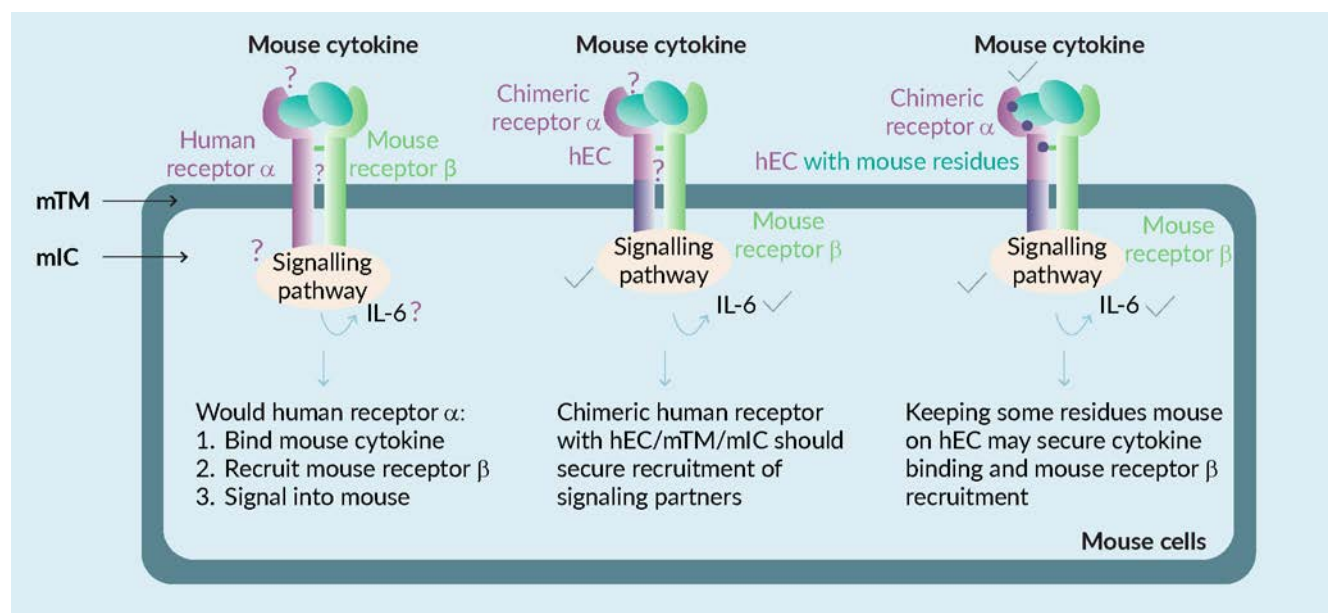 Mouse cytokine
?
Human
receptor α
Mouse
receptor β
?
?
Signalling
pathway
IL-6 ?
Would human receptor α:
1. Bind mouse cytokine
2. Recruit mouse receptor β
3. Signal into mouse
Mouse cytokine
?
Chimeric
receptor α
hEC
?
Mouse
receptor β
Signalling
pathway
IL-6
Chimeric human receptor
with hEC/mTM/mIC should
secure recruitment of
signaling partners
Mouse cytokine
Chimeric
receptor α
hEC with mouse residues
Mouse
receptor β
Signalling
pathway
IL-6
Keeping some residues mouse
on hEC may secure cytokine
binding and mouse receptor β
recruitment
mTM
mIC
Mouse cells